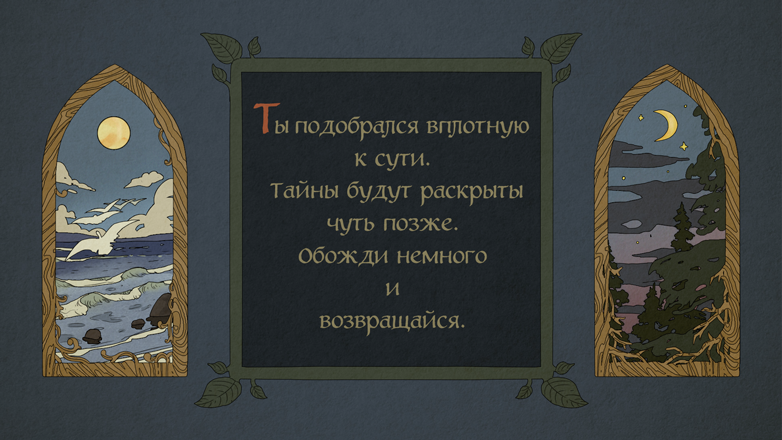 Ты подобрался вплотную
к сути.
Тайны будут раскрыты
чуть позже.
Обожди немного
и
возвращайся.